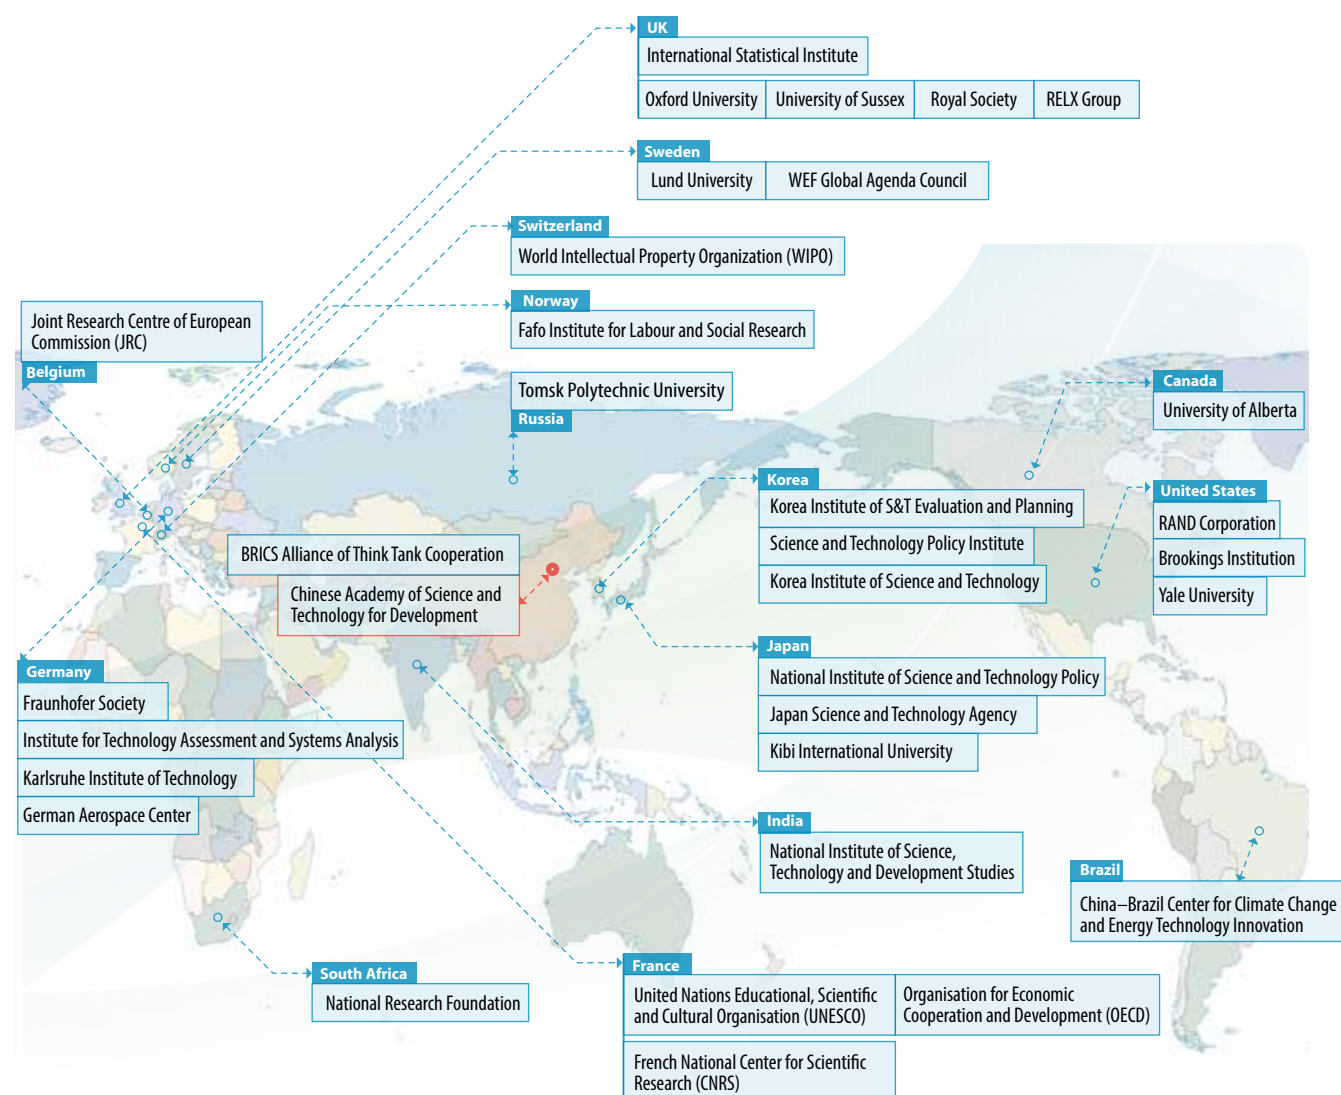 UK
International Statistical Institute
Oxford University
University of Sussex
Royal Society
RELX Group
Sweden
Lund University
WEF Global Agenda Council
Switzerland
World Intellectual Property Organization (WIPO)
Norway
Fafo Institute for Labour and Social Research
Joint Research Centre of European
Commission (JRC)
Belgium
Tomsk Polytechnic University
Russia
Canada
University of Alberta
Korea
Korea Institute of S&T Evaluation and Planning
Science and Technology Policy Institute
Korea Institute of Science and Technology
United States
RAND Corporation
Brookings Institution
Yale University
BRICS Alliance of Think Tank Cooperation
Chinese Academy of Science and
Technology for Development
Japan
National Institute of Science and Technology Policy
Japan Science and Technology Agency
Kibi International University
Germany
Fraunhofer Society
Institute for Technology Assessment and Systems Analysis
Karlsruhe Institute of Technology
German Aerospace Center
India
National Institute of Science,
Technology and Development Studies
Brazil
China–Brazil Center for Climate Change
and Energy Technology Innovation
South Africa
National Research Foundation
France
United Nations Educational, Scientific
and Cultural Organisation (UNESCO)
Organisation for Economic
Cooperation and Development (OECD)
French National Center for Scientific
Research (CNRS)